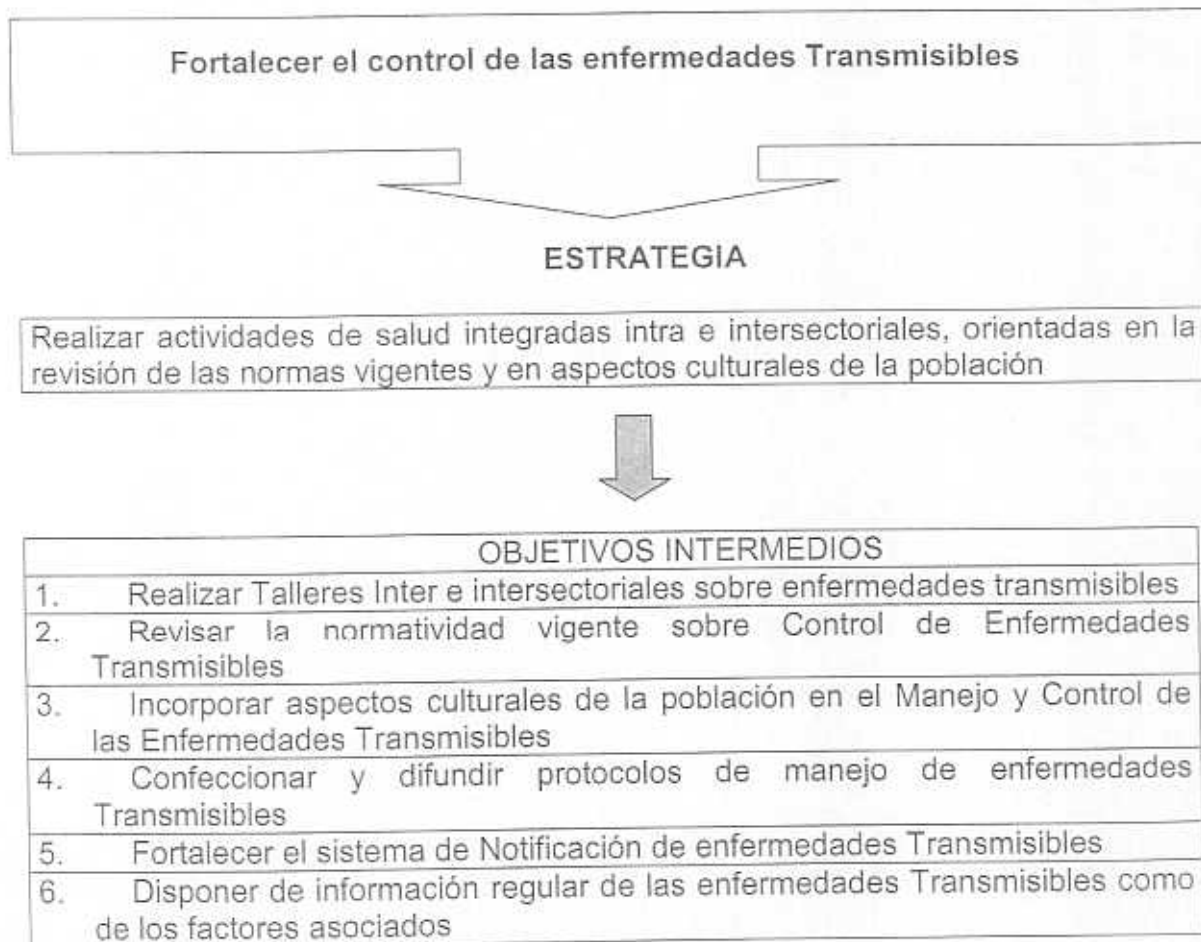 Fortalecer el control de las enfermedades Transmisibles
ESTRATEGIA
Realizar actividades de salud integradas intra e intersectoriales, orientadas en la
revisión de las normas vigentes y en aspectos culturales de la población
OBJETIVOS INTERMEDIOS
1. Realizar Talleres Inter e intersectoriales sobre enfermedades transmisibles
2. Revisar la normatividad vigente sobre Control de Enfermedades
Transmisibles
3. Incorporar aspectos culturales de la población en el Manejo y Control de
las Enfermedades Transmisibles
4. Confeccionar y difundir protocolos de manejo de enfermedades
Transmisibles
5. Fortalecer el sistema de Notificación de enfermedades Transmisibles
6. Disponer de información regular de las enfermedades Transmisibles como
de los factores asociados